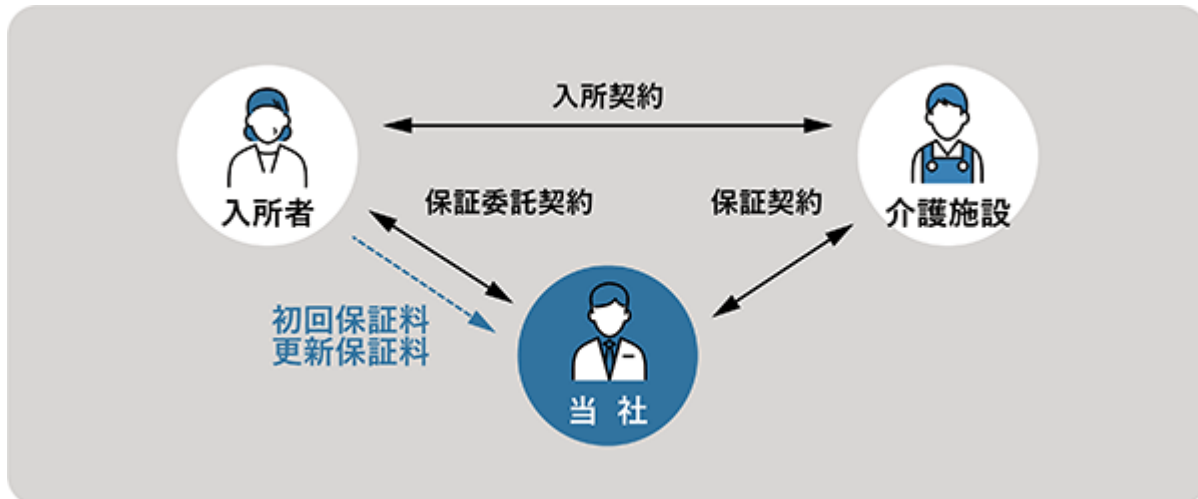 入所契約
入所者
介護施設
保証委託契約
保証契約
初回保証料
更新保証料
当 社